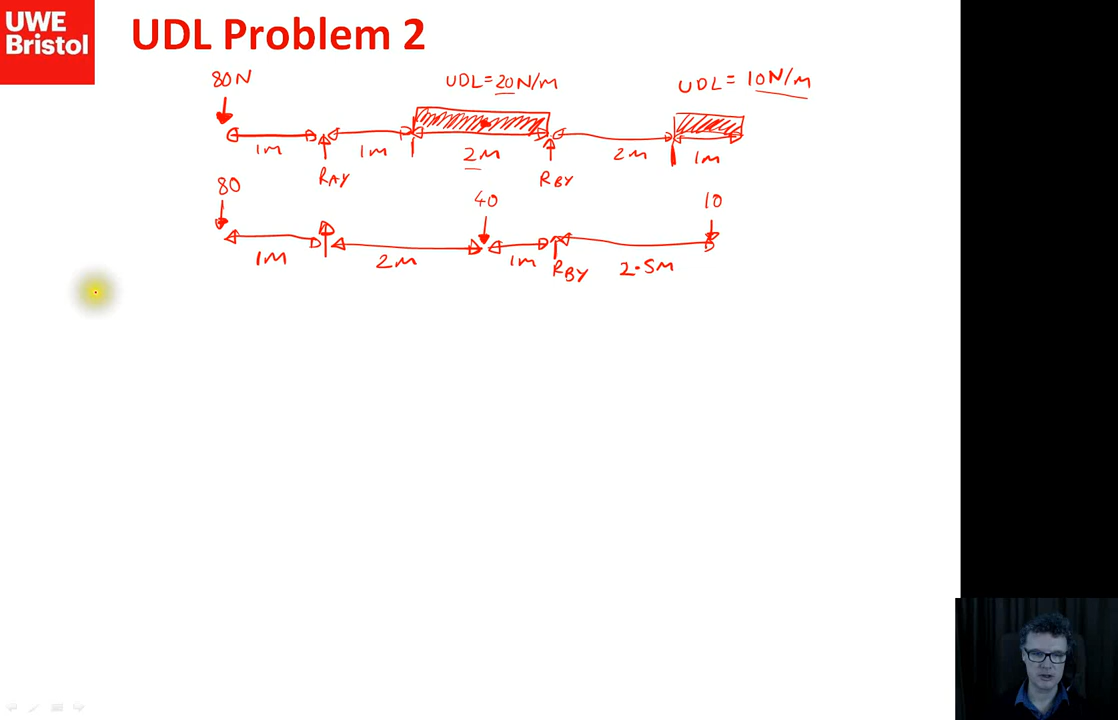 UWE
Bristol
UDL Problem 2
80N UDL=20N/M UDL= 10N/M
1M 1M 2M 2M 1M
RAY RBY
80 40 10
1M 2M 1M RBY 2.5M